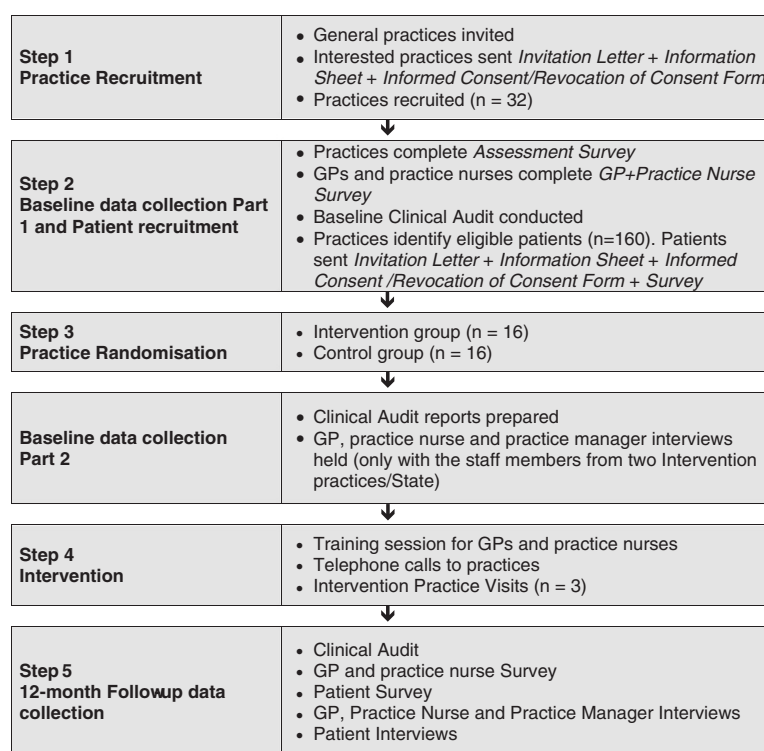 Step 1
Practice Recruitment
• General practices invited
• Interested practices sent Invitation Letter + Information
Sheet + Informed Consent/Revocation of Consent Form
• Practices recruited (n = 32)
Step 2
Baseline data collection Part
1 and Patient recruitment
• Practices complete Assessment Survey
• GPs and practice nurses complete GP+Practice Nurse
Survey
• Baseline Clinical Audit conducted
• Practices identify eligible patients (n=160). Patients
sent Invitation Letter + Information Sheet + Informed
Consent /Revocation of Consent Form + Survey
Step 3
Practice Randomisation
• Intervention group (n = 16)
• Control group (n = 16)
Baseline data collection
Part 2
• Clinical Audit reports prepared
• GP, practice nurse and practice manager interviews
held (only with the staff members from two Intervention
practices/State)
Step 4
Intervention
• Training session for GPs and practice nurses
• Telephone calls to practices
• Intervention Practice Visits (n = 3)
Step 5
12-month Followup data
collection
• Clinical Audit
• GP and practice nurse Survey
• Patient Survey
• GP, Practice Nurse and Practice Manager Interviews
• Patient Interviews